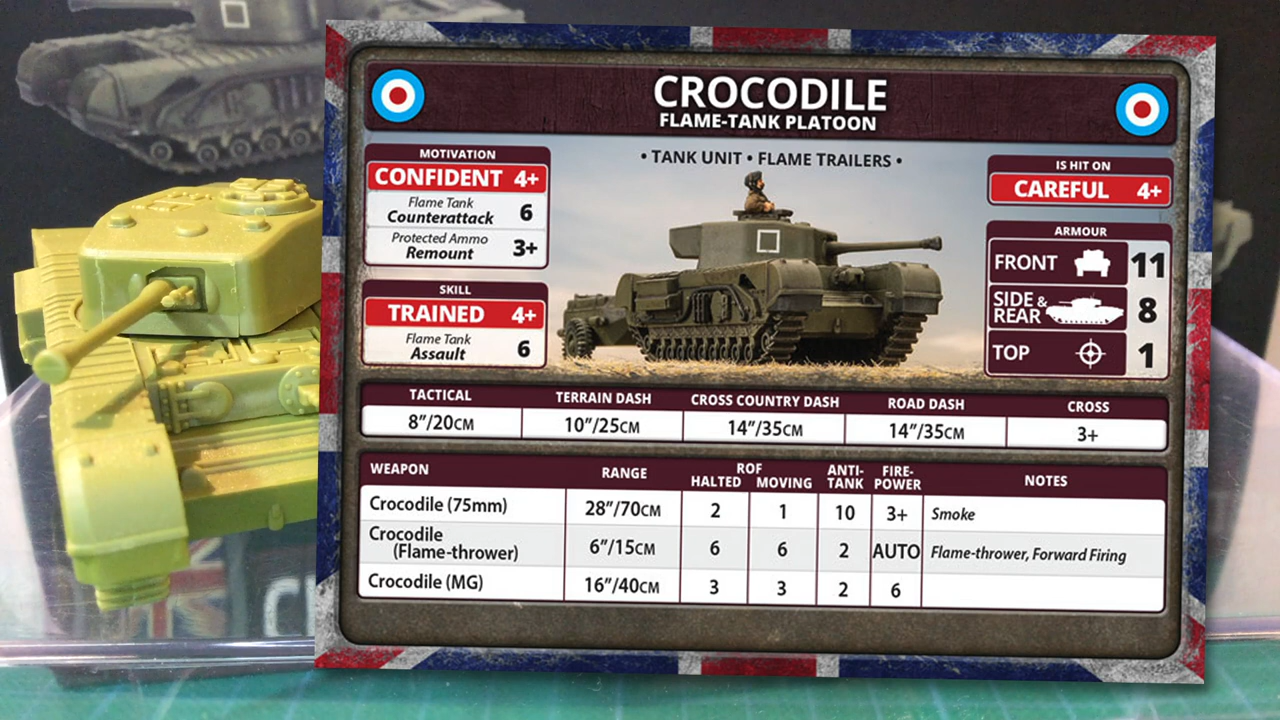 CROCODILE
FLAME-TANK PLATOON
• TANK UNIT • FLAME TRAILERS •
MOTIVATION
CONFIDENT 4+
Flame Tank
Counterattack 6
Protected Ammo
Remount 3+
SKILL
TRAINED 4+
Flame Tank
Assault 6
IS HIT ON
CAREFUL 4+
ARMOUR
FRONT 11
SIDE &
REAR 8
TOP 1
TACTICAL TERRAIN DASH CROSS COUNTRY DASH ROAD DASH CROSS
8”/20CM 10”/25CM 14”/35CM 14”/35CM 3+
WEAPON RANGE ROF HALTED MOVING ANTI-TANK FIRE-POWER NOTES
Crocodile (75mm) 28”/70CM 2 1 10 3+ Smoke
Crocodile
(Flame-thrower) 6”/15CM 6 6 2 AUTO Flame-thrower, Forward Firing
Crocodile (MG) 16”/40CM 3 3 2 6